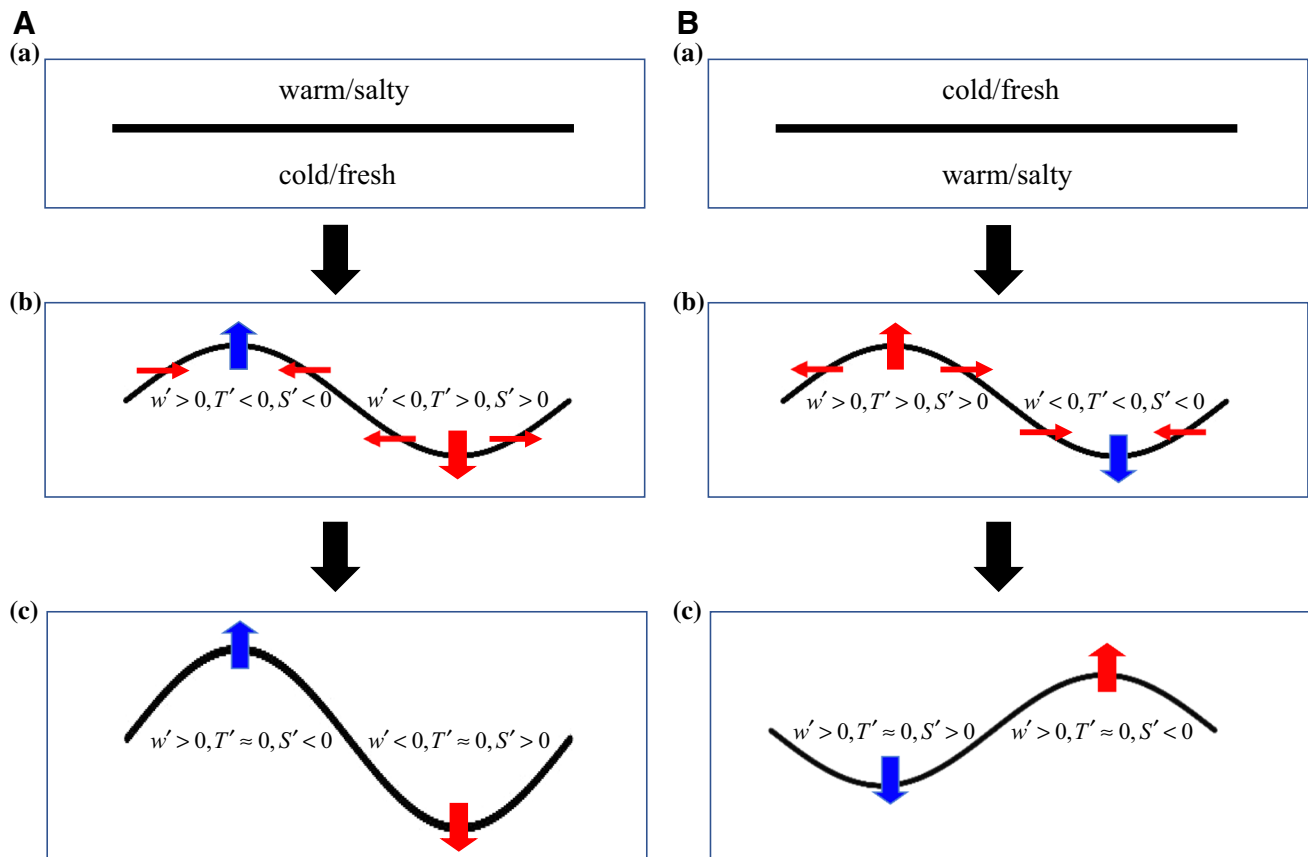 A
(a)
warm/salty
cold/fresh
(b)
w′ > 0, T′ < 0, S′ < 0
w′ < 0, T′ > 0, S′ > 0
(c)
w′ > 0, T′ ≈ 0, S′ < 0
w′ < 0, T′ ≈ 0, S′ > 0
B
(a)
cold/fresh
warm/salty
(b)
w′ > 0, T′ > 0, S′ > 0
w′ < 0, T′ < 0, S′ < 0
(c)
w′ > 0, T′ ≈ 0, S′ > 0
w′ > 0, T′ ≈ 0, S′ < 0